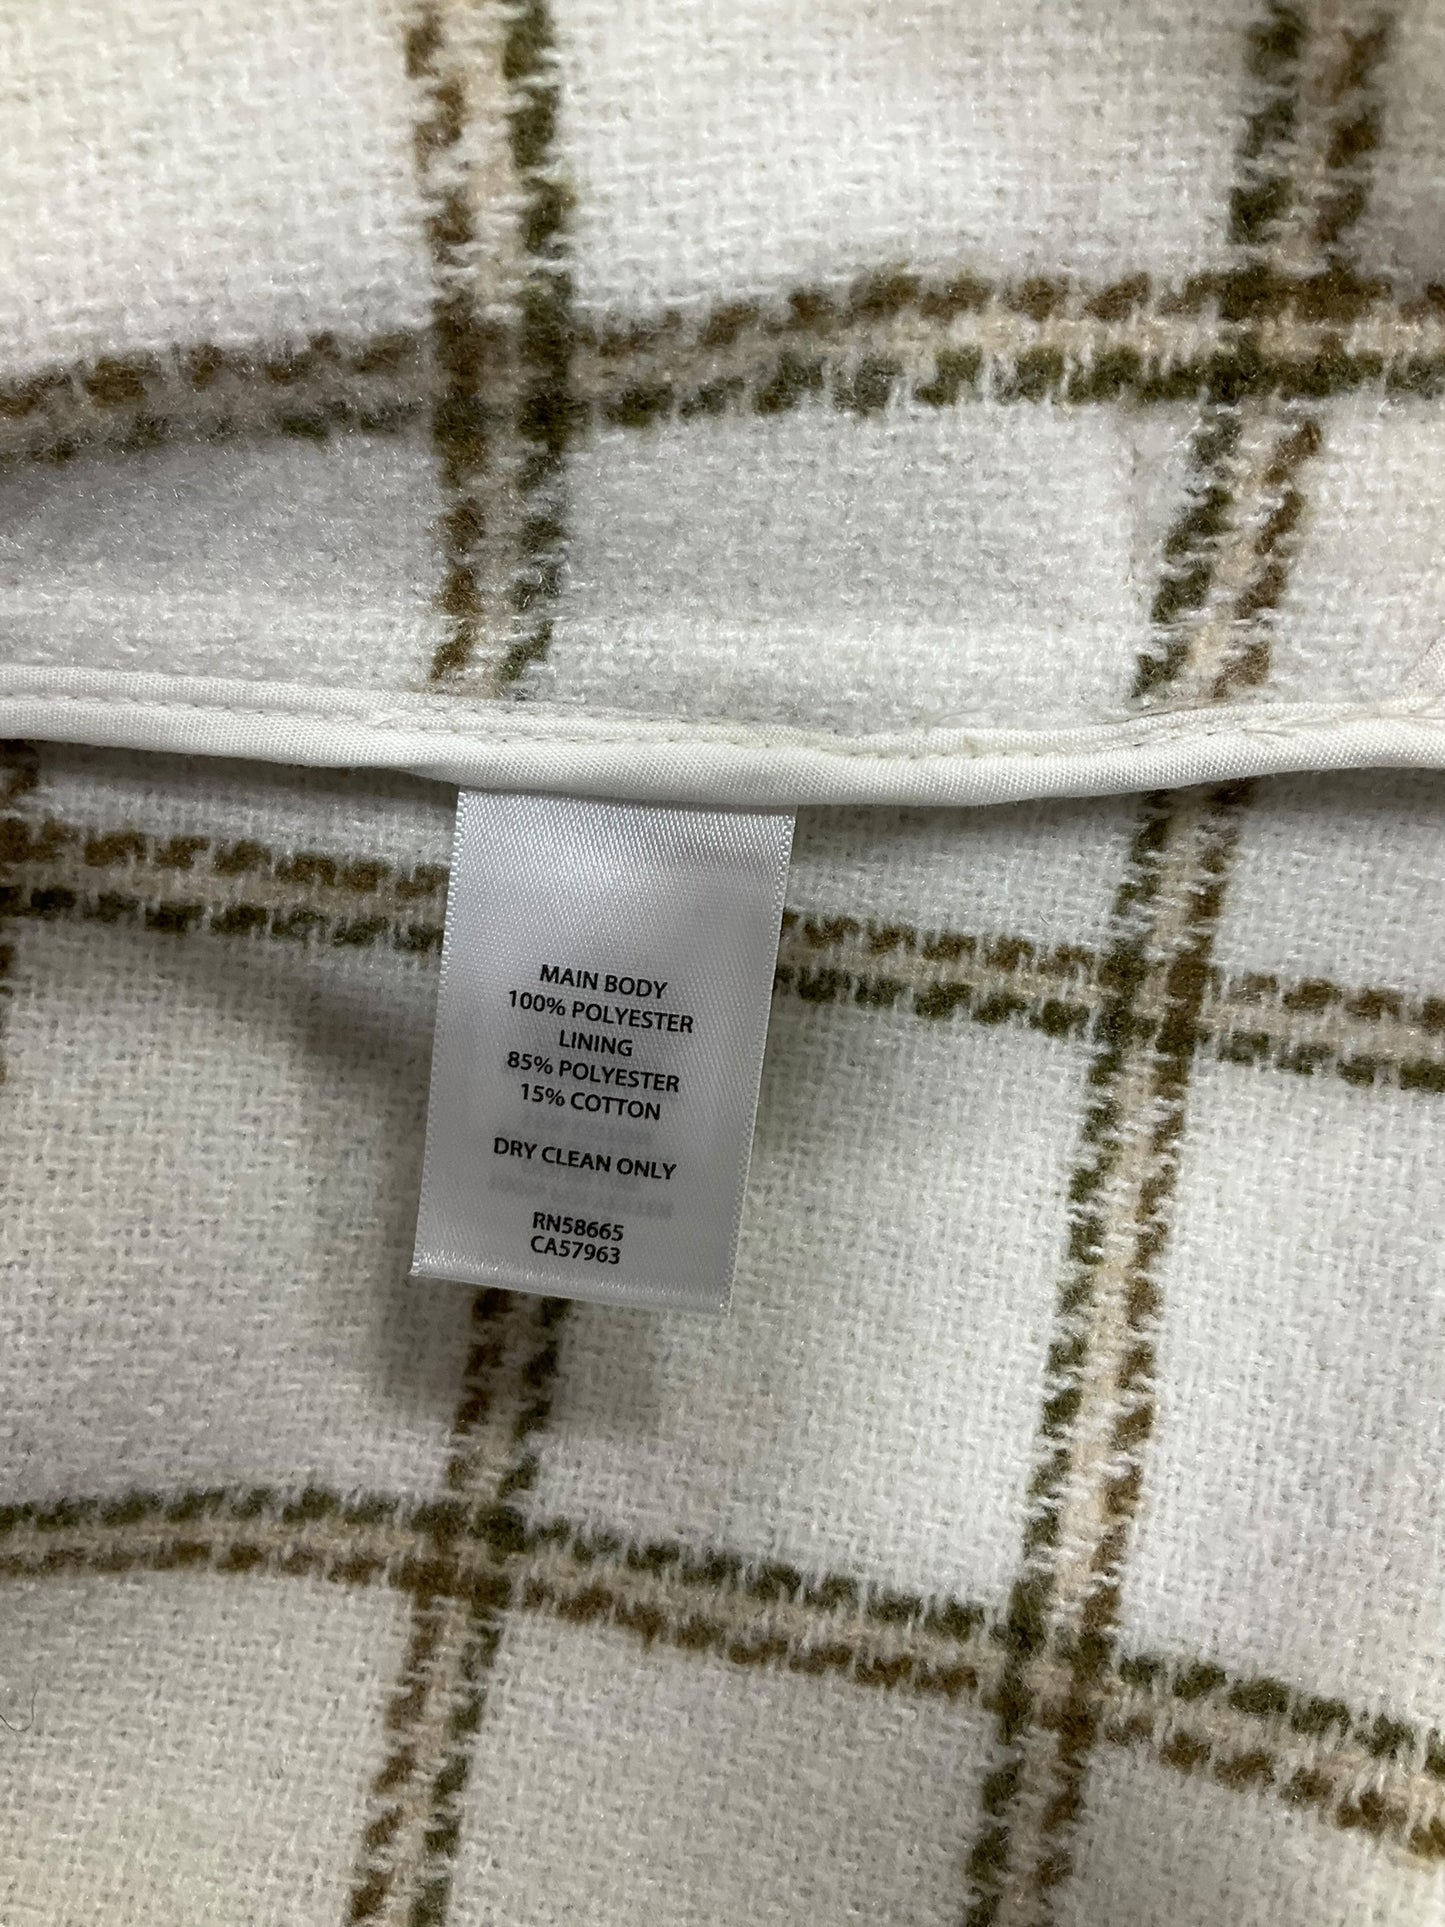 MAIN BODY
100% POLYESTER
LINING
85% POLYESTER
15% COTTON
DRY CLEAN ONLY
RN58665
CA57963